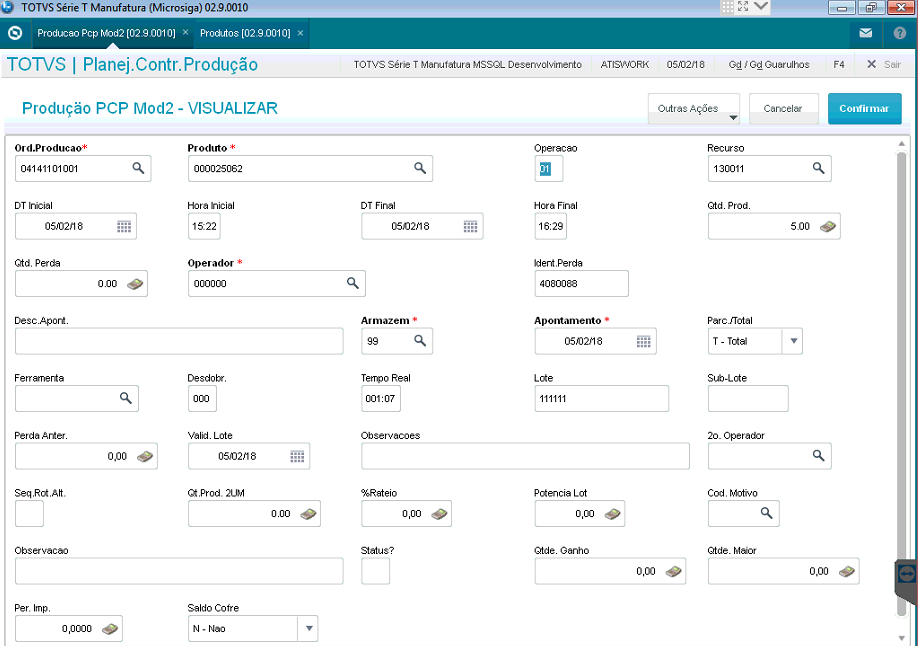 TOTVS Série T Manufatura (Microsiga) 02.9.0010
Producao Pcp Mod2 [02.9.0010] × Produtos [02.9.0010] ×
TOTVS | Planej.Contr.Produção TOTVS Série T Manufatura MSSQL Desenvolvimento ATISWORK 05/02/18 Gd / Gd Guarulhos F4 X Sair
Produção PCP Mod2 - VISUALIZAR Outras Ações Cancelar Confirmar
Ord.Producao* Produto * Operacao Recurso
04141101001 000025062 01 130011
DT Inicial Hora Inicial DT Final Hora Final Qtd. Prod.
05/02/18 15:22 05/02/18 16:29 5.00
Qtd. Perda Operador * Ident.Perda
0.00 000000 4080088
Desc.Apont. Armazem * Apontamento * Parc./Total
99 05/02/18 T - Total
Ferramenta Desdobr. Tempo Real Lote Sub-Lote
000 001:07 111111
Perda Anter. Valid. Lote Observacoes 2o. Operador
0,00 05/02/18
Seq.Rot.Alt. Qt.Prod. 2UM %Rateio Potencia Lot Cod. Motivo
0.00 0,00 0,00
Observacao Status? Qtde. Ganho Qtde. Maior
0,00 0,00
Per. Imp. Saldo Cofre
0,0000 N - Nao